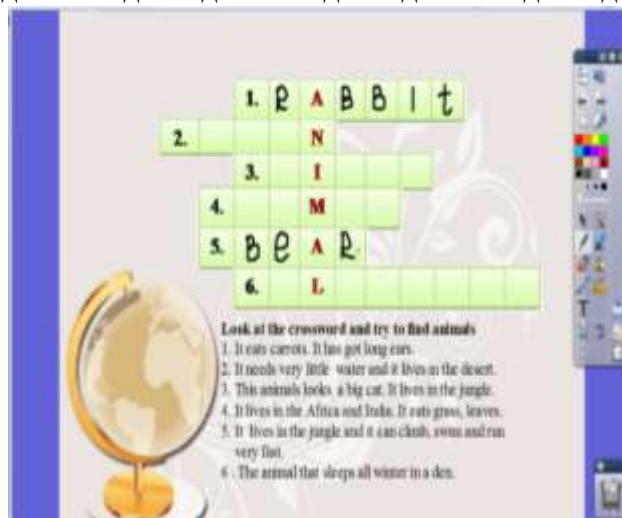 1. R A B B I t
2. N
3. I
4. M
5. B e A R
6. L
Look at the crossword and try to find animals
1. It eats carrots. It has got long ears.
2. It needs very little water and it lives in the desert.
3. This animals looks a big cat. It lives in the jungle.
4. It lives in the Africa and India. It eats grass, leaves.
5. It lives in the jungle and it can climb, swim and run
very fast.
6. The animal that sleeps all winter in a den.
T